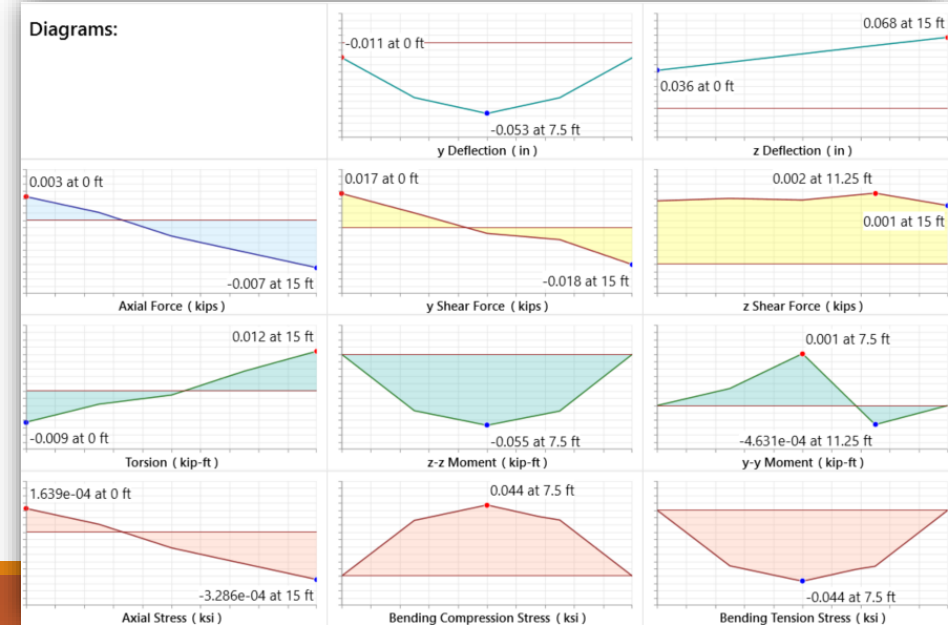 Diagrams:
-0.011 at 0 ft
-0.053 at 7.5 ft
y Deflection ( in )
0.068 at 15 ft
0.036 at 0 ft
z Deflection ( in )
0.003 at 0 ft
-0.007 at 15 ft
Axial Force ( kips )
0.017 at 0 ft
-0.018 at 15 ft
y Shear Force ( kips )
0.002 at 11.25 ft
0.001 at 15 ft
z Shear Force ( kips )
0.012 at 15 ft
-0.009 at 0 ft
Torsion ( kip-ft )
-0.055 at 7.5 ft
z-z Moment ( kip-ft )
0.001 at 7.5 ft
-4.631e-04 at 11.25 ft
y-y Moment ( kip-ft )
1.639e-04 at 0 ft
-3.286e-04 at 15 ft
Axial Stress ( ksi )
0.044 at 7.5 ft
Bending Compression Stress ( ksi )
-0.044 at 7.5 ft
Bending Tension Stress ( ksi )